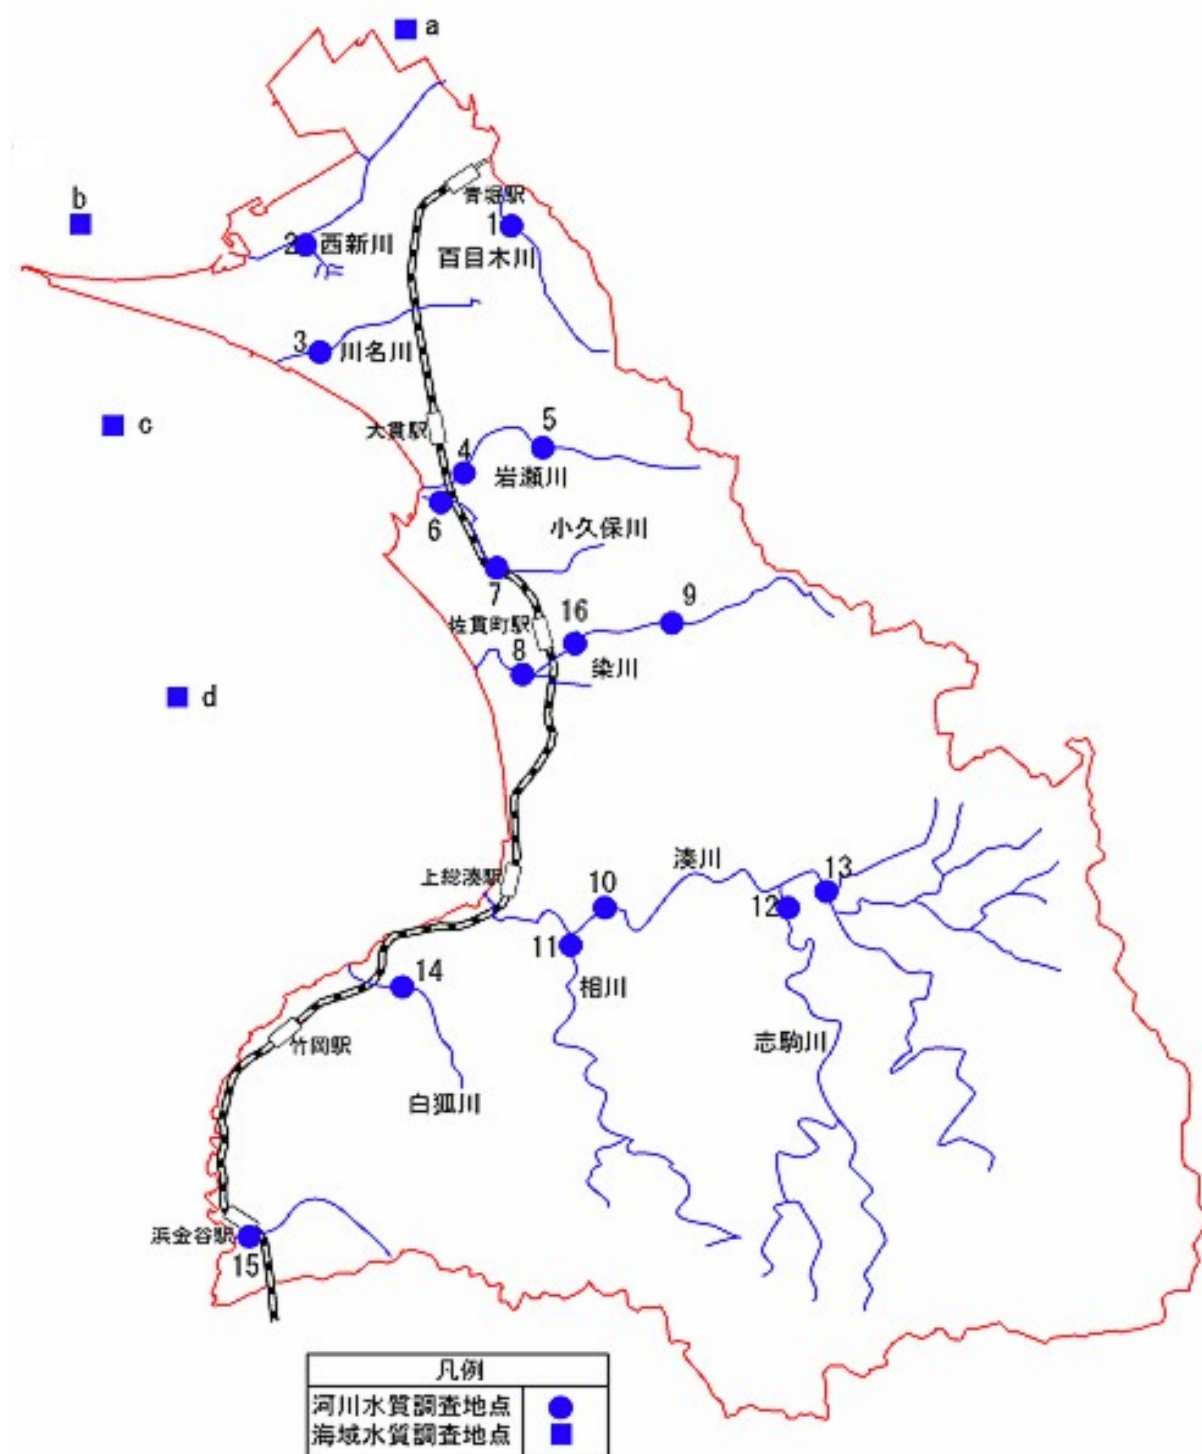 a
青堀駅
b
1
2
西新川
百目木川
3
川名川
c
大貫駅
4
5
岩瀬川
6
小久保川
7
佐貫町駅
16
9
8
染川
d
上総湊駅
湊川
10
13
12
11
14
相川
竹岡駅
志駒川
白狐川
浜金谷駅
15
凡例
河川水質調査地点
海域水質調査地点